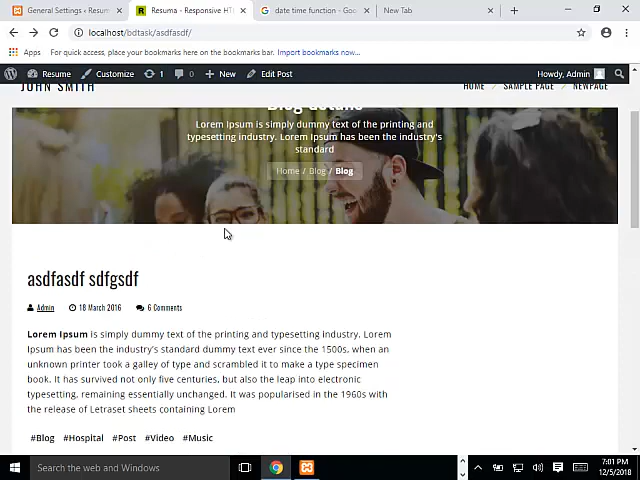 General Settings ‹ Resum
Resuma - Responsive HT
date time function - Goo
New Tab
localhost/bdtask/asdfasdf/
Apps For quick access, place your bookmarks here on the bookmarks bar. Import bookmarks now...
Resume Customize 1 0 New Edit Post Howdy, Admin
JOHN SMITH HOME / SAMPLE PAGE / NEWPAGE
Blog details
Lorem Ipsum is simply dummy text of the printing and
typesetting industry. Lorem Ipsum has been the industry's
standard
Home / Blog / Blog
asdfasdf sdfgsdf
Admin 18 March 2016 6 Comments
Lorem Ipsum is simply dummy text of the printing and typesetting industry. Lorem
Ipsum has been the industry's standard dummy text ever since the 1500s, when an
unknown printer took a galley of type and scrambled it to make a type specimen
book. It has survived not only five centuries, but also the leap into electronic
typesetting, remaining essentially unchanged. It was popularised in the 1960s with
the release of Letraset sheets containing Lorem
#Blog #Hospital #Post #Video #Music
Search the web and Windows
7:01 PM
12/5/2018